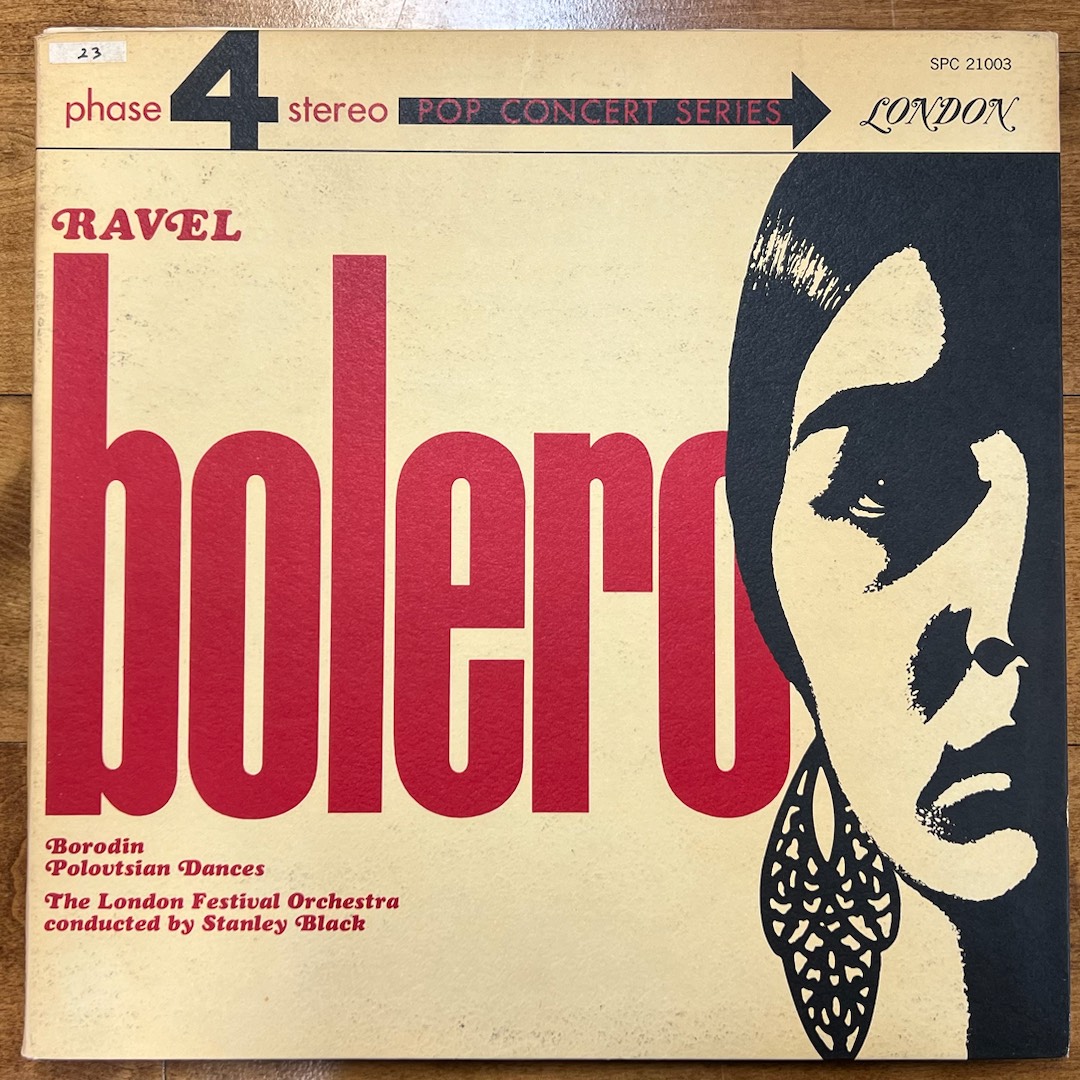 23
SPC 21003
phase 4 stereo POP CONCERT SERIES LONDON
RAVEL
bolero
Borodin
Polovtsian Dances
The London Festival Orchestra
conducted by Stanley Black